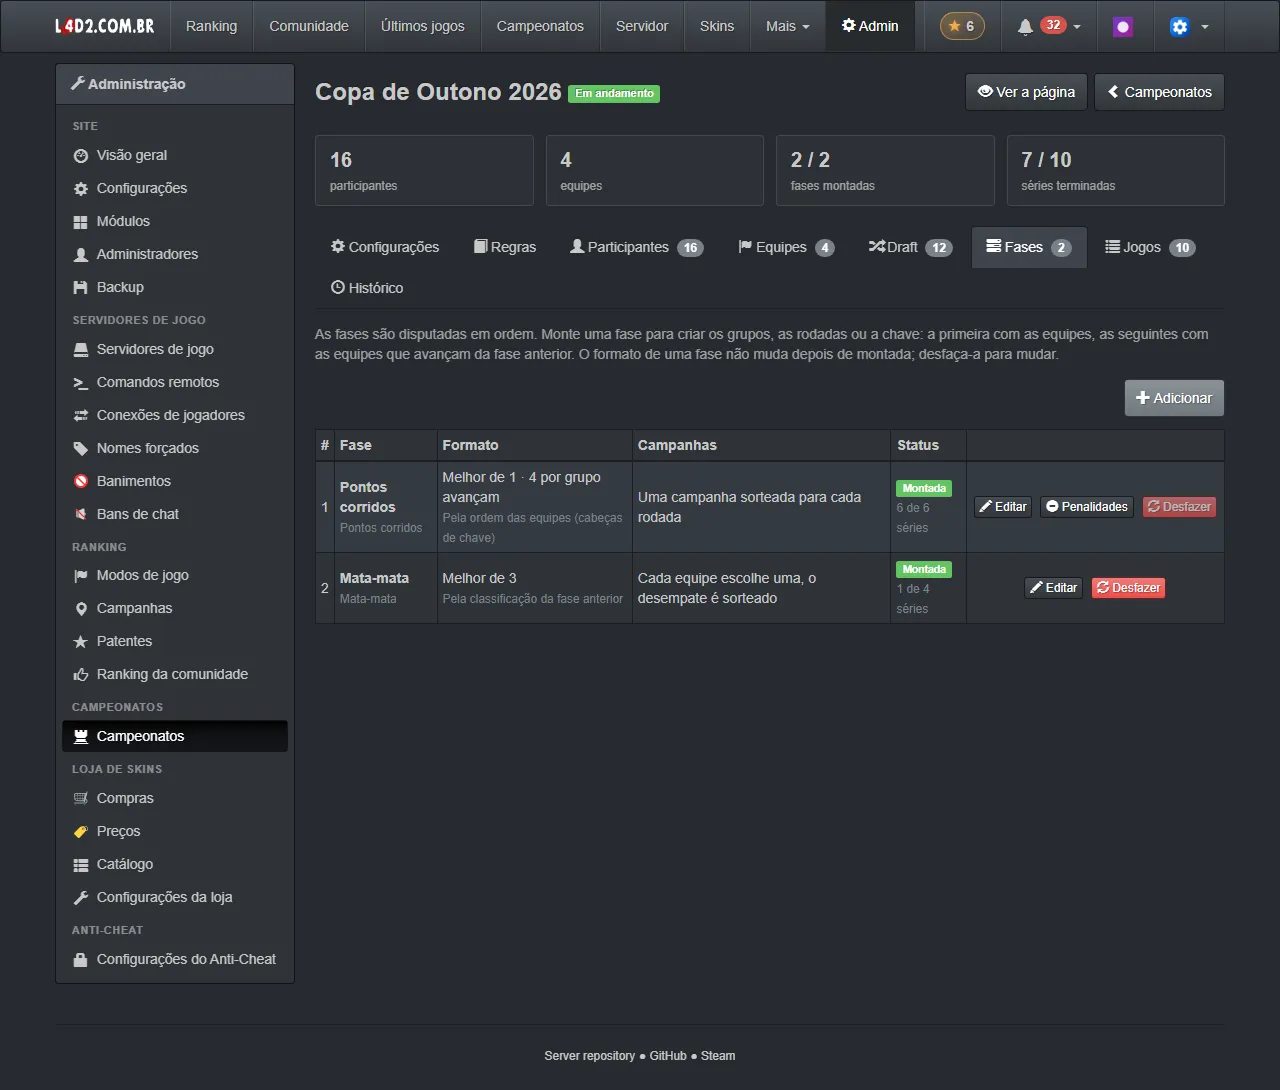 L4D2.COM.BR Ranking Comunidade Últimos jogos Campeonatos Servidor Skins Mais Admin 6 32
Administração
SITE
Visão geral
Configurações
Módulos
Administradores
Backup
SERVIDORES DE JOGO
Servidores de jogo
Comandos remotos
Conexões de jogadores
Nomes forçados
Banimentos
Bans de chat
RANKING
Modos de jogo
Campanhas
Patentes
Ranking da comunidade
CAMPEONATOS
Campeonatos
LOJA DE SKINS
Compras
Preços
Catálogo
Configurações da loja
ANTI-CHEAT
Configurações do Anti-Cheat
Copa de Outono 2026 Em andamento
Ver a página Campeonatos
16
participantes
4
equipes
2 / 2
fases montadas
7 / 10
séries terminadas
Configurações Regras Participantes 16 Equipes 4 Draft 12 Fases 2 Jogos 10
Histórico
As fases são disputadas em ordem. Monte uma fase para criar os grupos, as rodadas ou a chave: a primeira com as equipes, as seguintes com
as equipes que avançam da fase anterior. O formato de uma fase não muda depois de montada; desfaça-a para mudar.
Adicionar
# Fase Formato Campanhas Status
1
Pontos
corridos
Pontos corridos
Melhor de 1 · 4 por grupo
avançam
Pela ordem das equipes (cabeças
de chave)
Uma campanha sorteada para cada
rodada
Montada
6 de 6
séries
Editar Penalidades Desfazer
2
Mata-mata
Mata-mata
Melhor de 3
Pela classificação da fase anterior
Cada equipe escolhe uma, o
desempate é sorteado
Montada
1 de 4
séries
Editar Desfazer
Server repository ● GitHub ● Steam